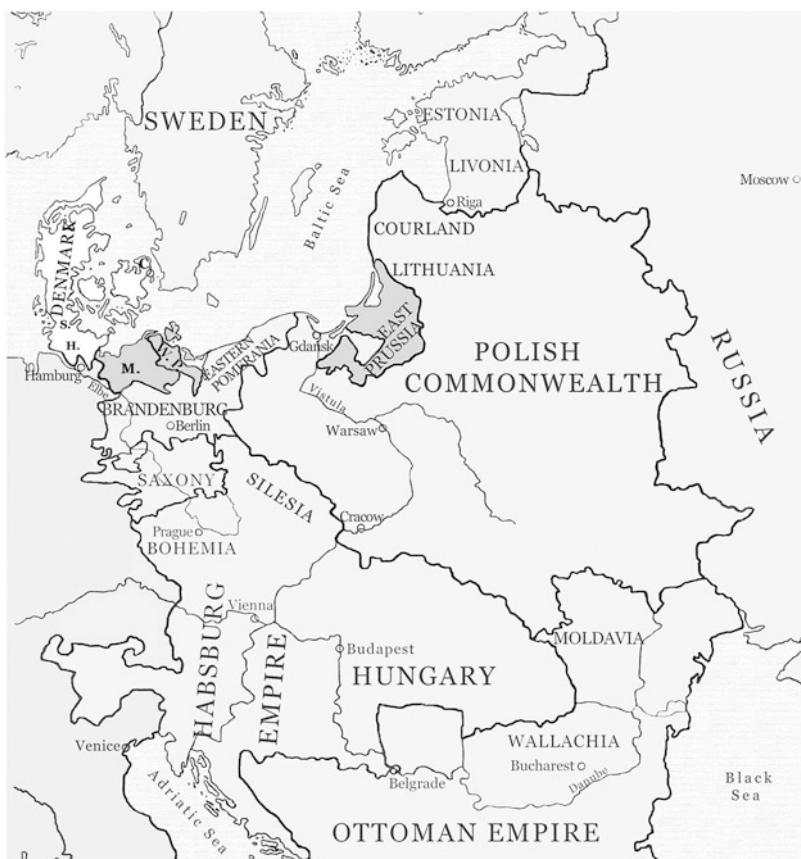 SWEDEN
ESTONIA
LIVONIA
Moscow
Baltic Sea
Riga
COURLAND
DENMARK
C.
LITHUANIA
S.
H.
EAST
PRUSSIA
Gdańsk
EASTERN
POMERANIA
POLISH
COMMONWEALTH
RUSSIA
Hamburg
M.
Elbe
BRANDENBURG
Berlin
Vistula
Warsaw
SAXONY
SILESIA
Cracow
Prague
BOHEMIA
Vienna
HABSBURG
EMPIRE
Budapest
HUNGARY
MOLDAVIA
Venice
Adriatic Sea
WALLACHIA
Bucharest
Danube
Belgrade
Black
Sea
OTTOMAN EMPIRE